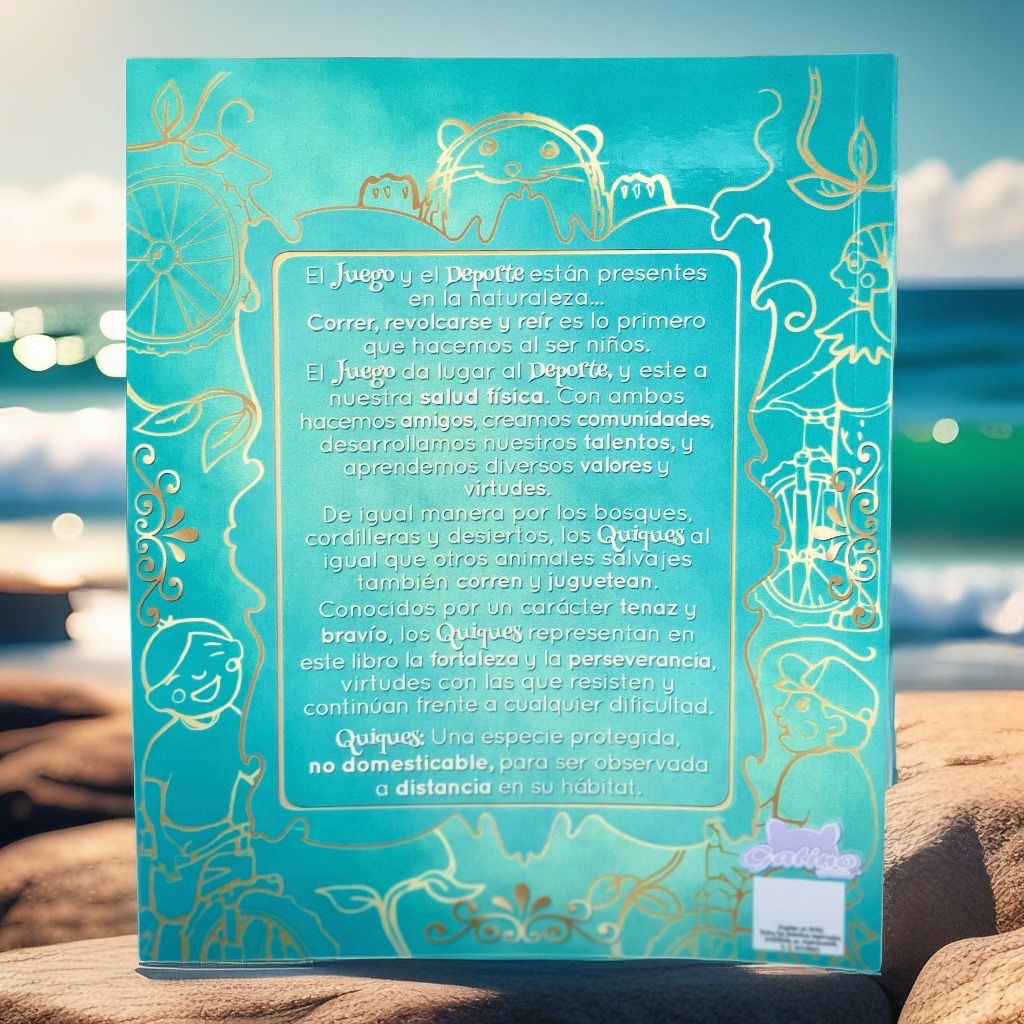 El Juego y el Deporte están presentes
en la naturaleza...
Correr, revolcarse y reír es lo primero
que hacemos al ser niños.
El Juego da lugar al Deporte, y este a
nuestra salud física. Con ambos
hacemos amigos, creamos comunidades,
desarrollamos nuestros talentos, y
aprendemos diversos valores y
virtudes.
De igual manera por los bosques,
cordilleras y desiertos, los Quiques al
igual que otros animales salvajes
también corren y juguetean.
Conocidos por un carácter tenaz y
bravío, los Quiques representan en
este libro la fortaleza y la perseverancia,
virtudes con las que resisten y
continúan frente a cualquier dificultad.
Quiques: Una especie protegida,
no domesticable, para ser observada
a distancia en su hábitat.
Gatino